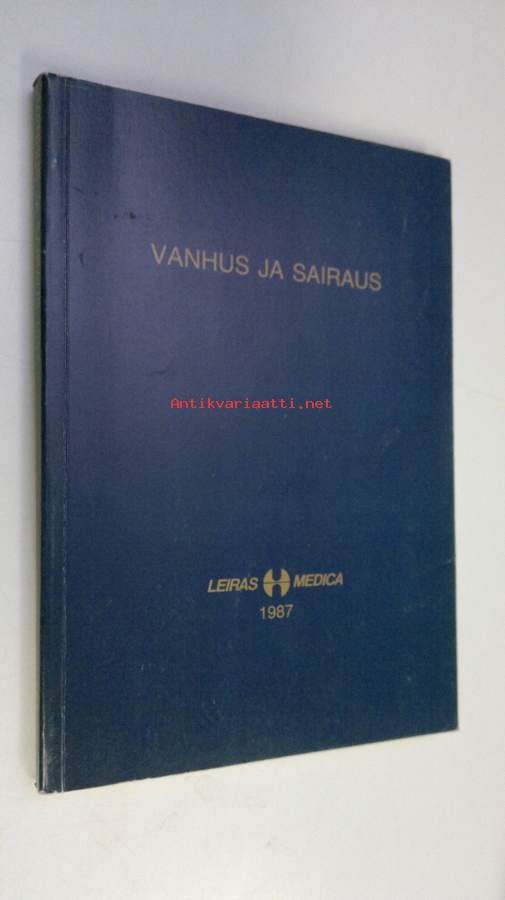 VANHUS JA SAIRAUS
Antikvariaatti.net
LEIRAS MEDICA
1987